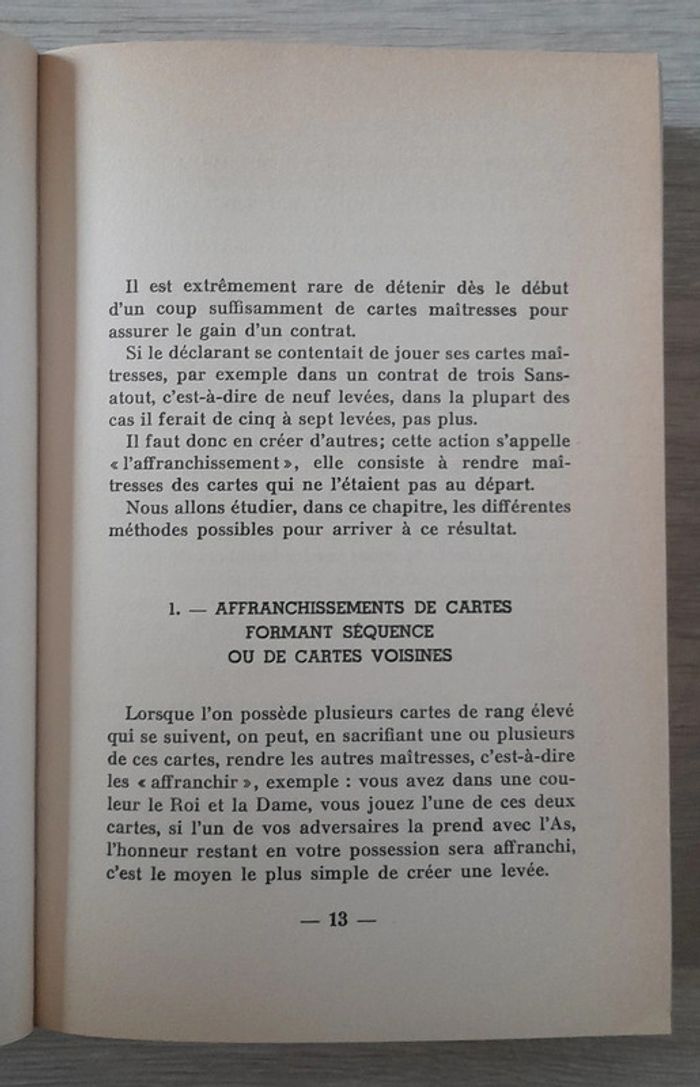 Il est extrêmement rare de détenir dès le début
d'un coup suffisamment de cartes maîtresses pour
assurer le gain d'un contrat.
Si le déclarant se contentait de jouer ses cartes maî-
tresses, par exemple dans un contrat de trois Sans-
atout, c'est-à-dire de neuf levées, dans la plupart des
cas il ferait de cinq à sept levées, pas plus.
Il faut donc en créer d'autres; cette action s'appelle
« l'affranchissement », elle consiste à rendre maî-
tresses des cartes qui ne l'étaient pas au départ.
Nous allons étudier, dans ce chapitre, les différentes
méthodes possibles pour arriver à ce résultat.
1. — AFFRANCHISSEMENTS DE CARTES
FORMANT SÉQUENCE
OU DE CARTES VOISINES
Lorsque l'on possède plusieurs cartes de rang élevé
qui se suivent, on peut, en sacrifiant une ou plusieurs
de ces cartes, rendre les autres maîtresses, c'est-à-dire
les « affranchir », exemple : vous avez dans une cou-
leur le Roi et la Dame, vous jouez l'une de ces deux
cartes, si l'un de vos adversaires la prend avec l'As,
l'honneur restant en votre possession sera affranchi,
c'est le moyen le plus simple de créer une levée.
— 13 —